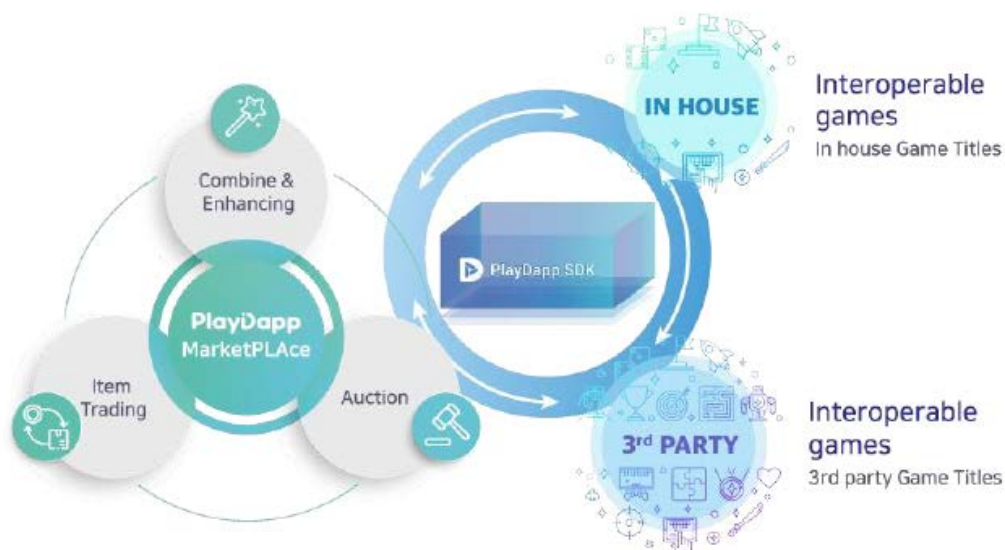 Combine &
Enhancing
PlayDapp
MarketPLAce
Item
Trading
Auction
PlayDapp SDK
IN HOUSE
Interoperable
games
In house Game Titles
3rd PARTY
Interoperable
games
3rd party Game Titles